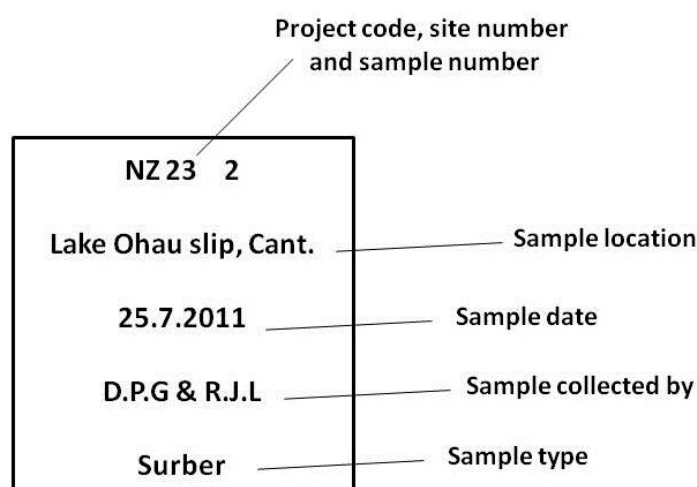 Project code, site number
and sample number
NZ 23 2
Lake Ohau slip, Cant.
Sample location
25.7.2011
Sample date
D.P.G & R.J.L
Sample collected by
Surber
Sample type